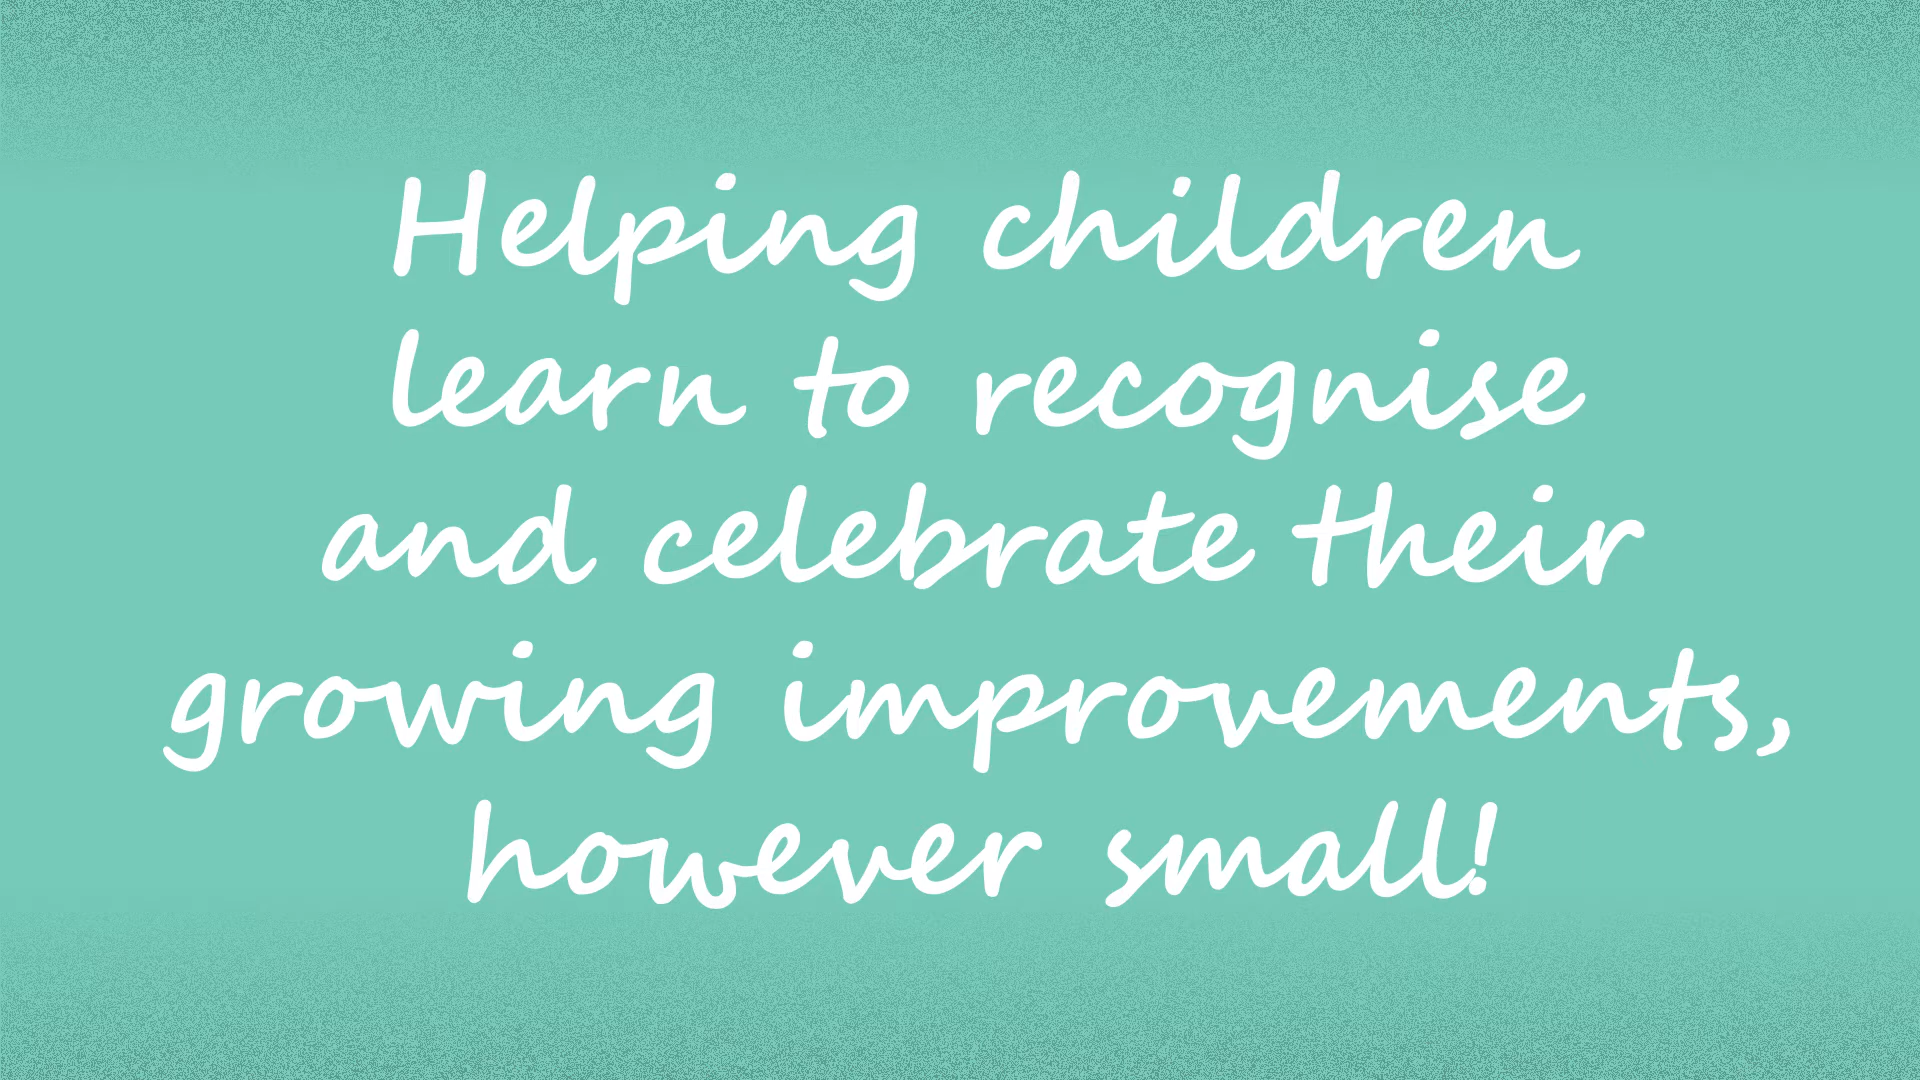 Helping children
learn to recognise
and celebrate their
growing improvements,
however small!